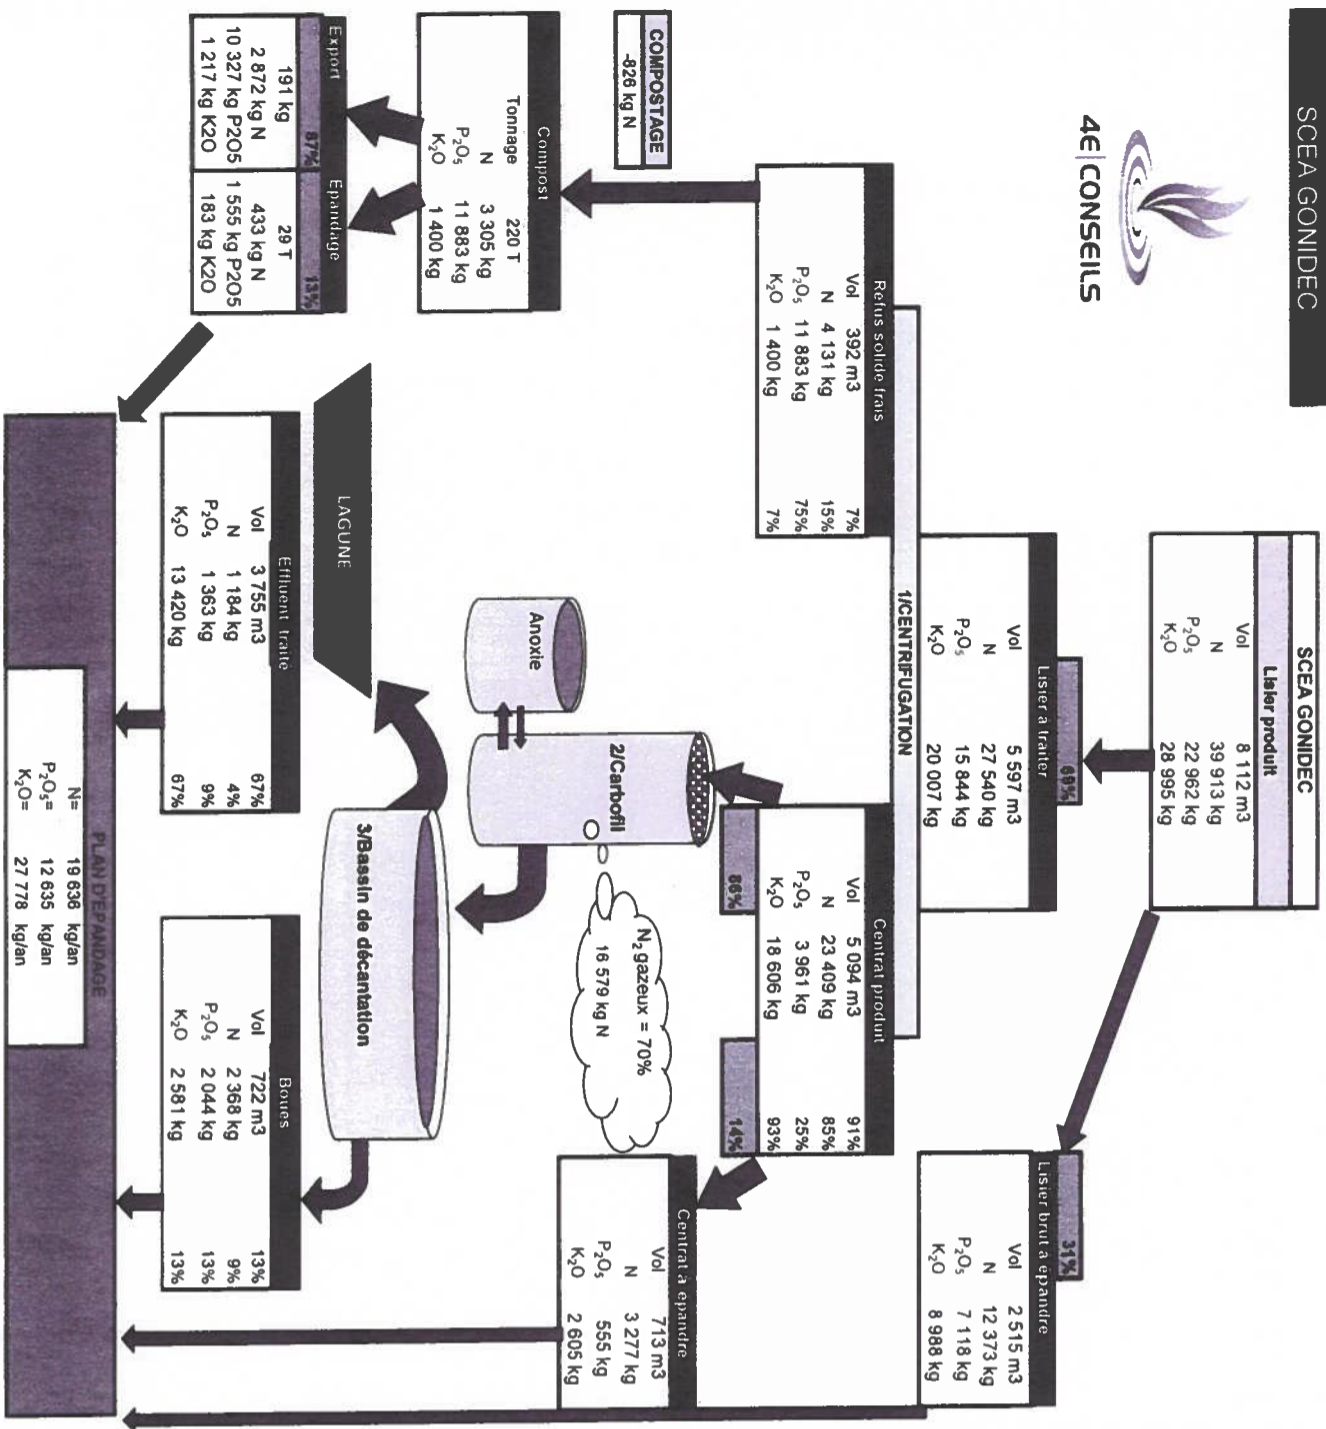 SCEA GONIDEC
4E|CONSEILS
SCEA GONIDEC
Lisier produit
Vol 8 112 m3
N 39 913 kg
P₂O₅ 22 962 kg
K₂O 28 995 kg
69%
Lisier à traiter
Vol 5 597 m3
N 27 540 kg
P₂O₅ 15 844 kg
K₂O 20 007 kg
31%
Lisier brut à épandre
Vol 2 515 m3
N 12 373 kg
P₂O₅ 7 118 kg
K₂O 8 988 kg
1/CENTRIFUGATION
Refus solide frais
Vol 392 m3 7%
N 4 131 kg 15%
P₂O₅ 11 883 kg 75%
K₂O 1 400 kg 7%
Centrat produit
Vol 5 094 m3 91%
N 23 409 kg 85%
P₂O₅ 3 961 kg 25%
K₂O 18 606 kg 93%
86%
14%
COMPOSTAGE
-826 kg N
2/Carbofil
Anoxie
N₂ gazeux = 70%
16 579 kg N
Centrat à épandre
Vol 713 m3
N 3 277 kg
P₂O₅ 555 kg
K₂O 2 605 kg
Compost
Tonnage 220 T
N 3 305 kg
P₂O₅ 11 883 kg
K₂O 1 400 kg
3/Bassin de décantation
LAGUNE
Export
87%
191 kg
2 872 kg N
10 327 kg P2O5
1 217 kg K2O
Epandage
13%
29 T
433 kg N
1 555 kg P2O5
183 kg K2O
Effluent traité
Vol 3 755 m3 67%
N 1 184 kg 4%
P₂O₅ 1 363 kg 9%
K₂O 13 420 kg 67%
Boues
Vol 722 m3 13%
N 2 368 kg 9%
P₂O₅ 2 044 kg 13%
K₂O 2 581 kg 13%
PLAN D'EPANDAGE
N= 19 636 kg/an
P₂O₅= 12 635 kg/an
K₂O= 27 778 kg/an